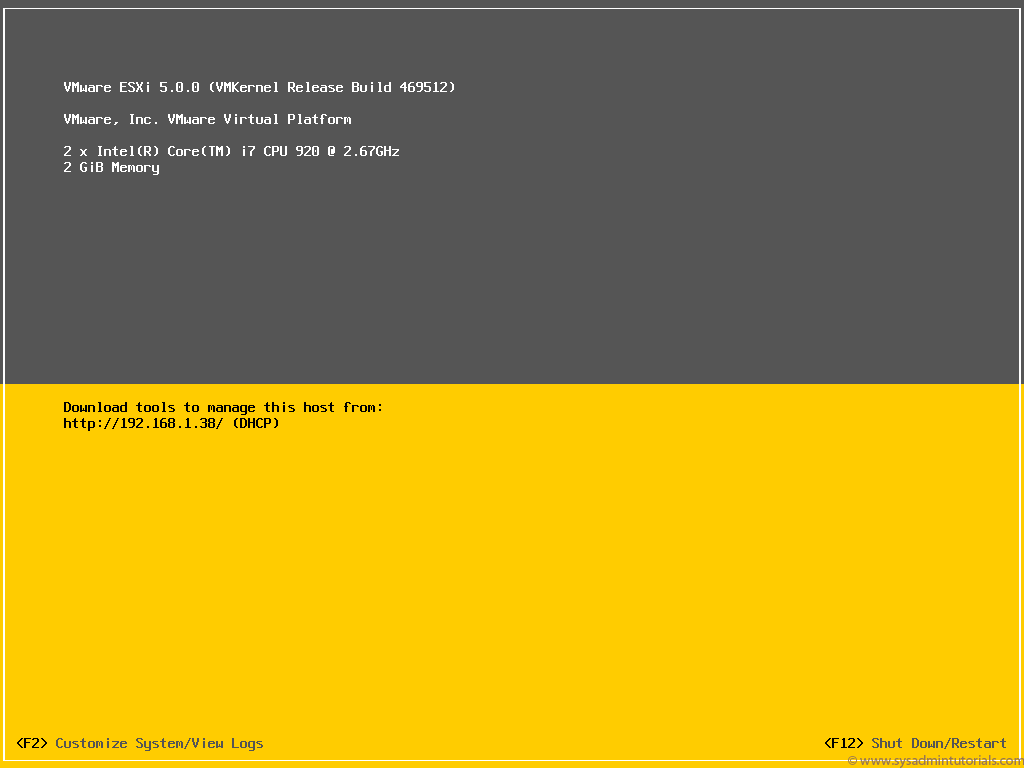 VMware ESXi 5.0.0 (VMKernel Release Build 469512)
VMware, Inc. VMware Virtual Platform
2 x Intel(R) Core(TM) i7 CPU 920 @ 2.67GHz
2 GiB Memory
Download tools to manage this host from:
http://192.168.1.38/ (DHCP)
<F2> Customize System/View Logs
<F12> Shut Down/Restart
© www.sysadmintutorials.com